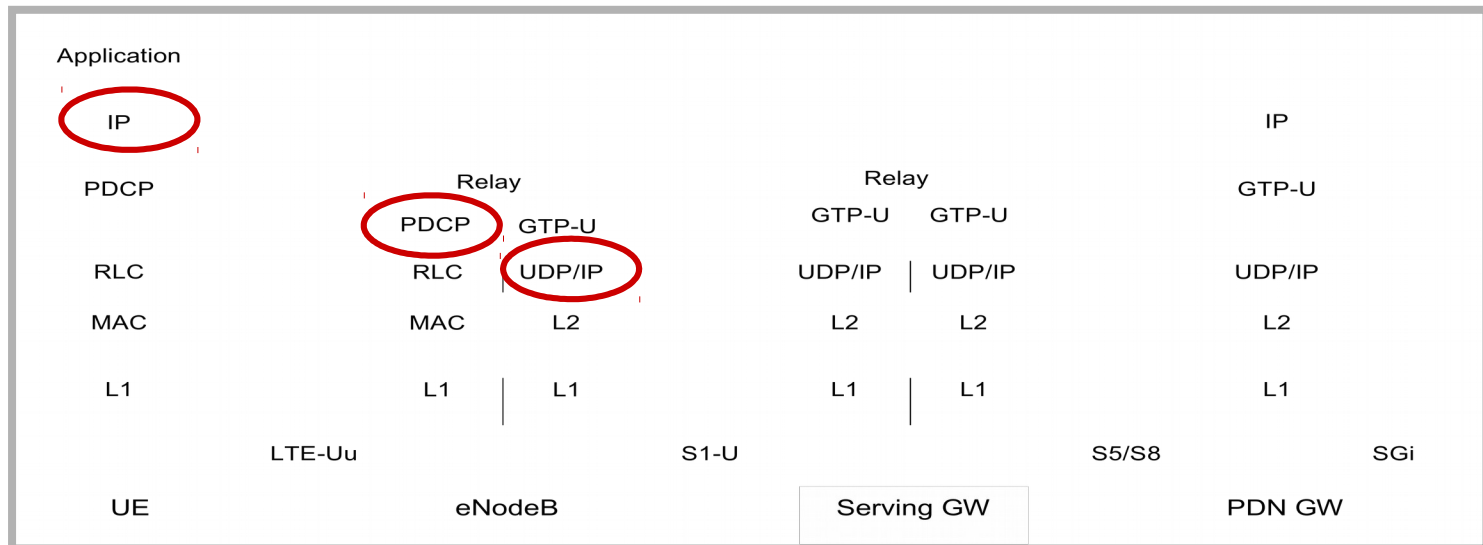 Application
IP IP
PDCP Relay Relay GTP-U
PDCP GTP-U GTP-U GTP-U
RLC RLC UDP/IP UDP/IP UDP/IP UDP/IP
MAC MAC L2 L2 L2 L2
L1 L1 L1 L1 L1 L1
LTE-Uu S1-U S5/S8 SGi
UE eNodeB Serving GW PDN GW